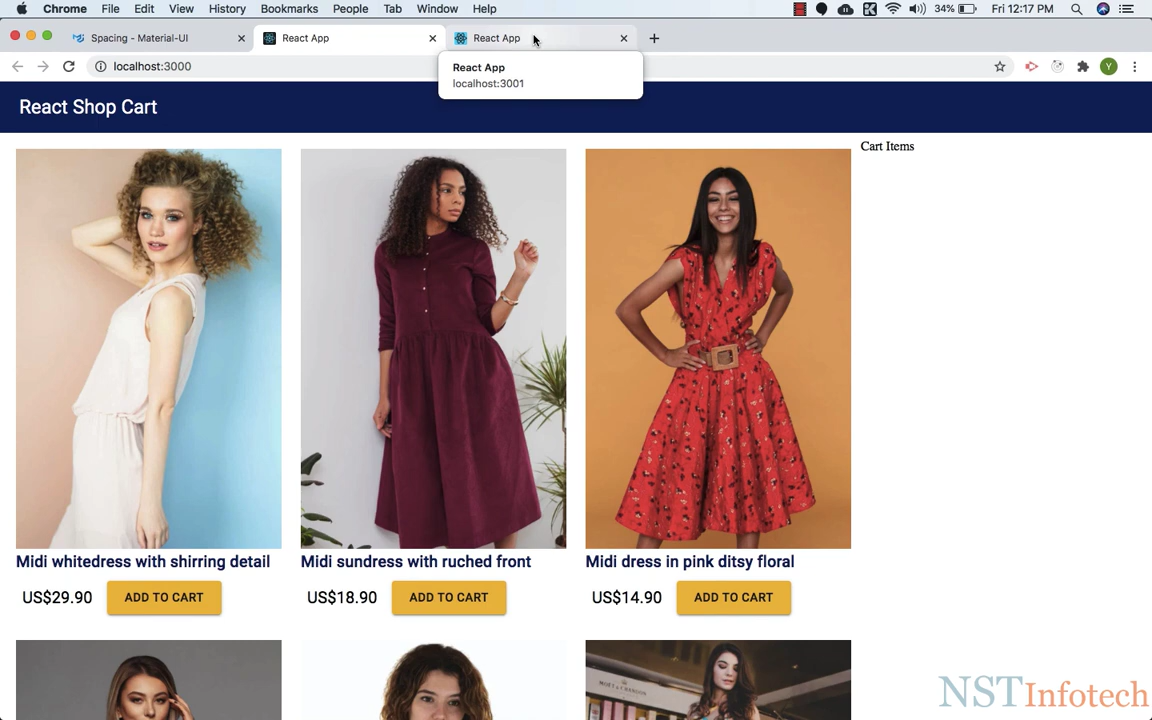 Chrome File Edit View History Bookmarks People Tab Window Help 34% Fri 12:17 PM
Spacing - Material-UI React App React App
localhost:3000 Y
React App
localhost:3001
React Shop Cart
Cart Items
Midi whitedress with shirring detail Midi sundress with ruched front Midi dress in pink ditsy floral
US$29.90 ADD TO CART US$18.90 ADD TO CART US$14.90 ADD TO CART
MOËT & CHANDON
NSTInfotech